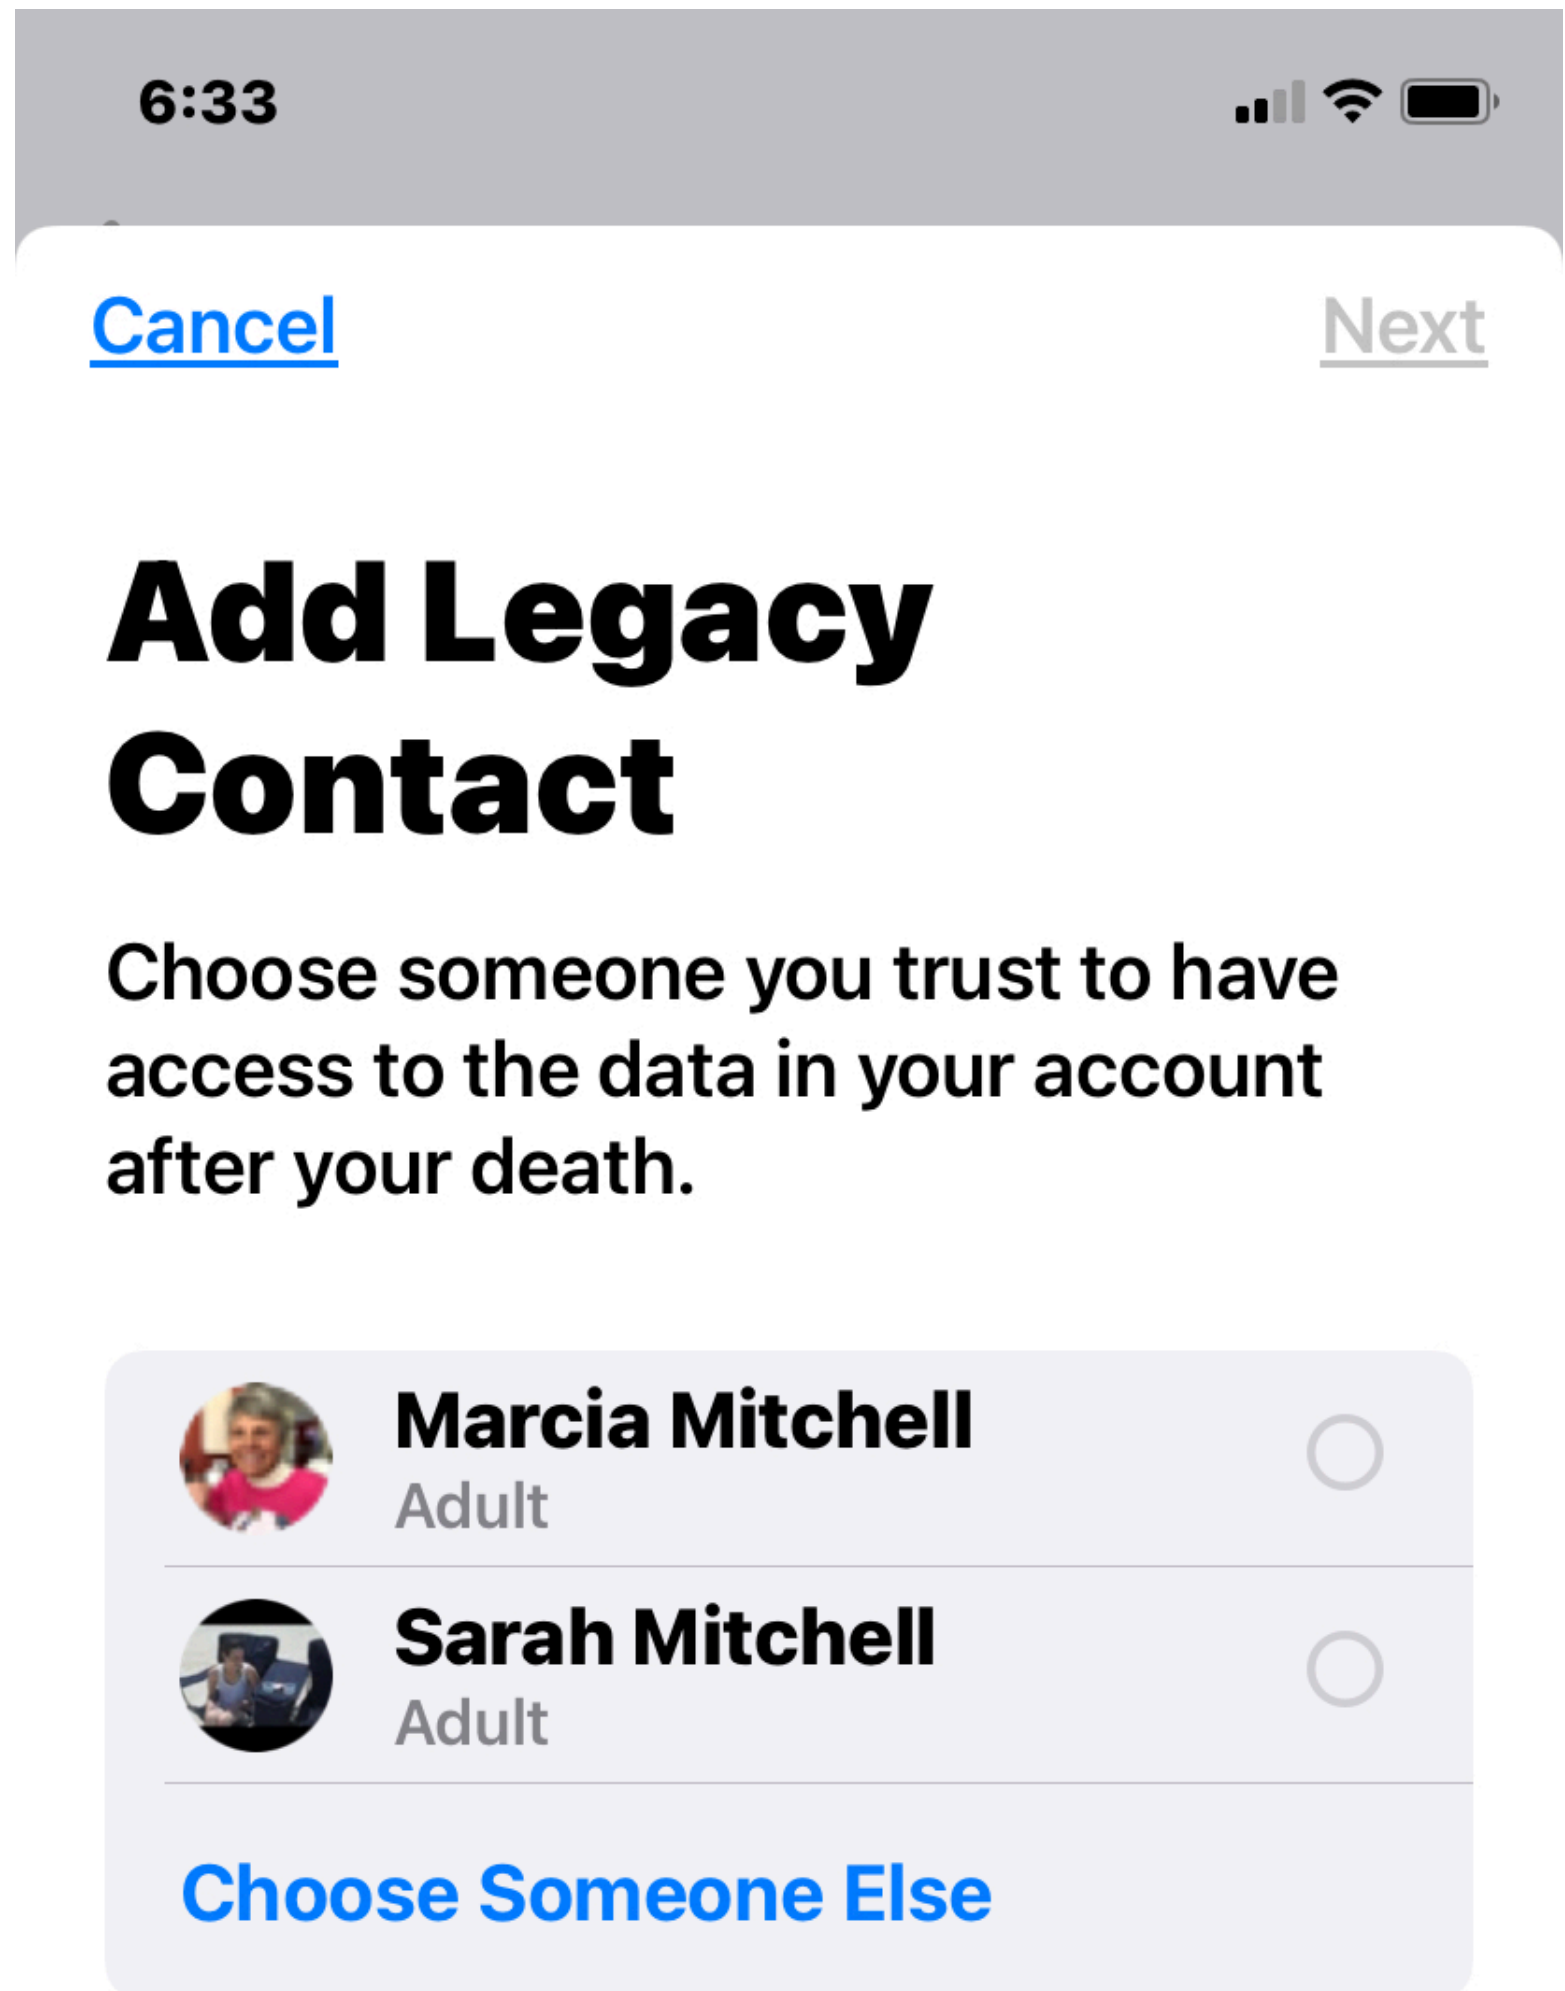 6:33
Cancel
Next
Add Legacy
Contact
Choose someone you trust to have
access to the data in your account
after your death.
Marcia Mitchell
Adult
Sarah Mitchell
Adult
Choose Someone Else